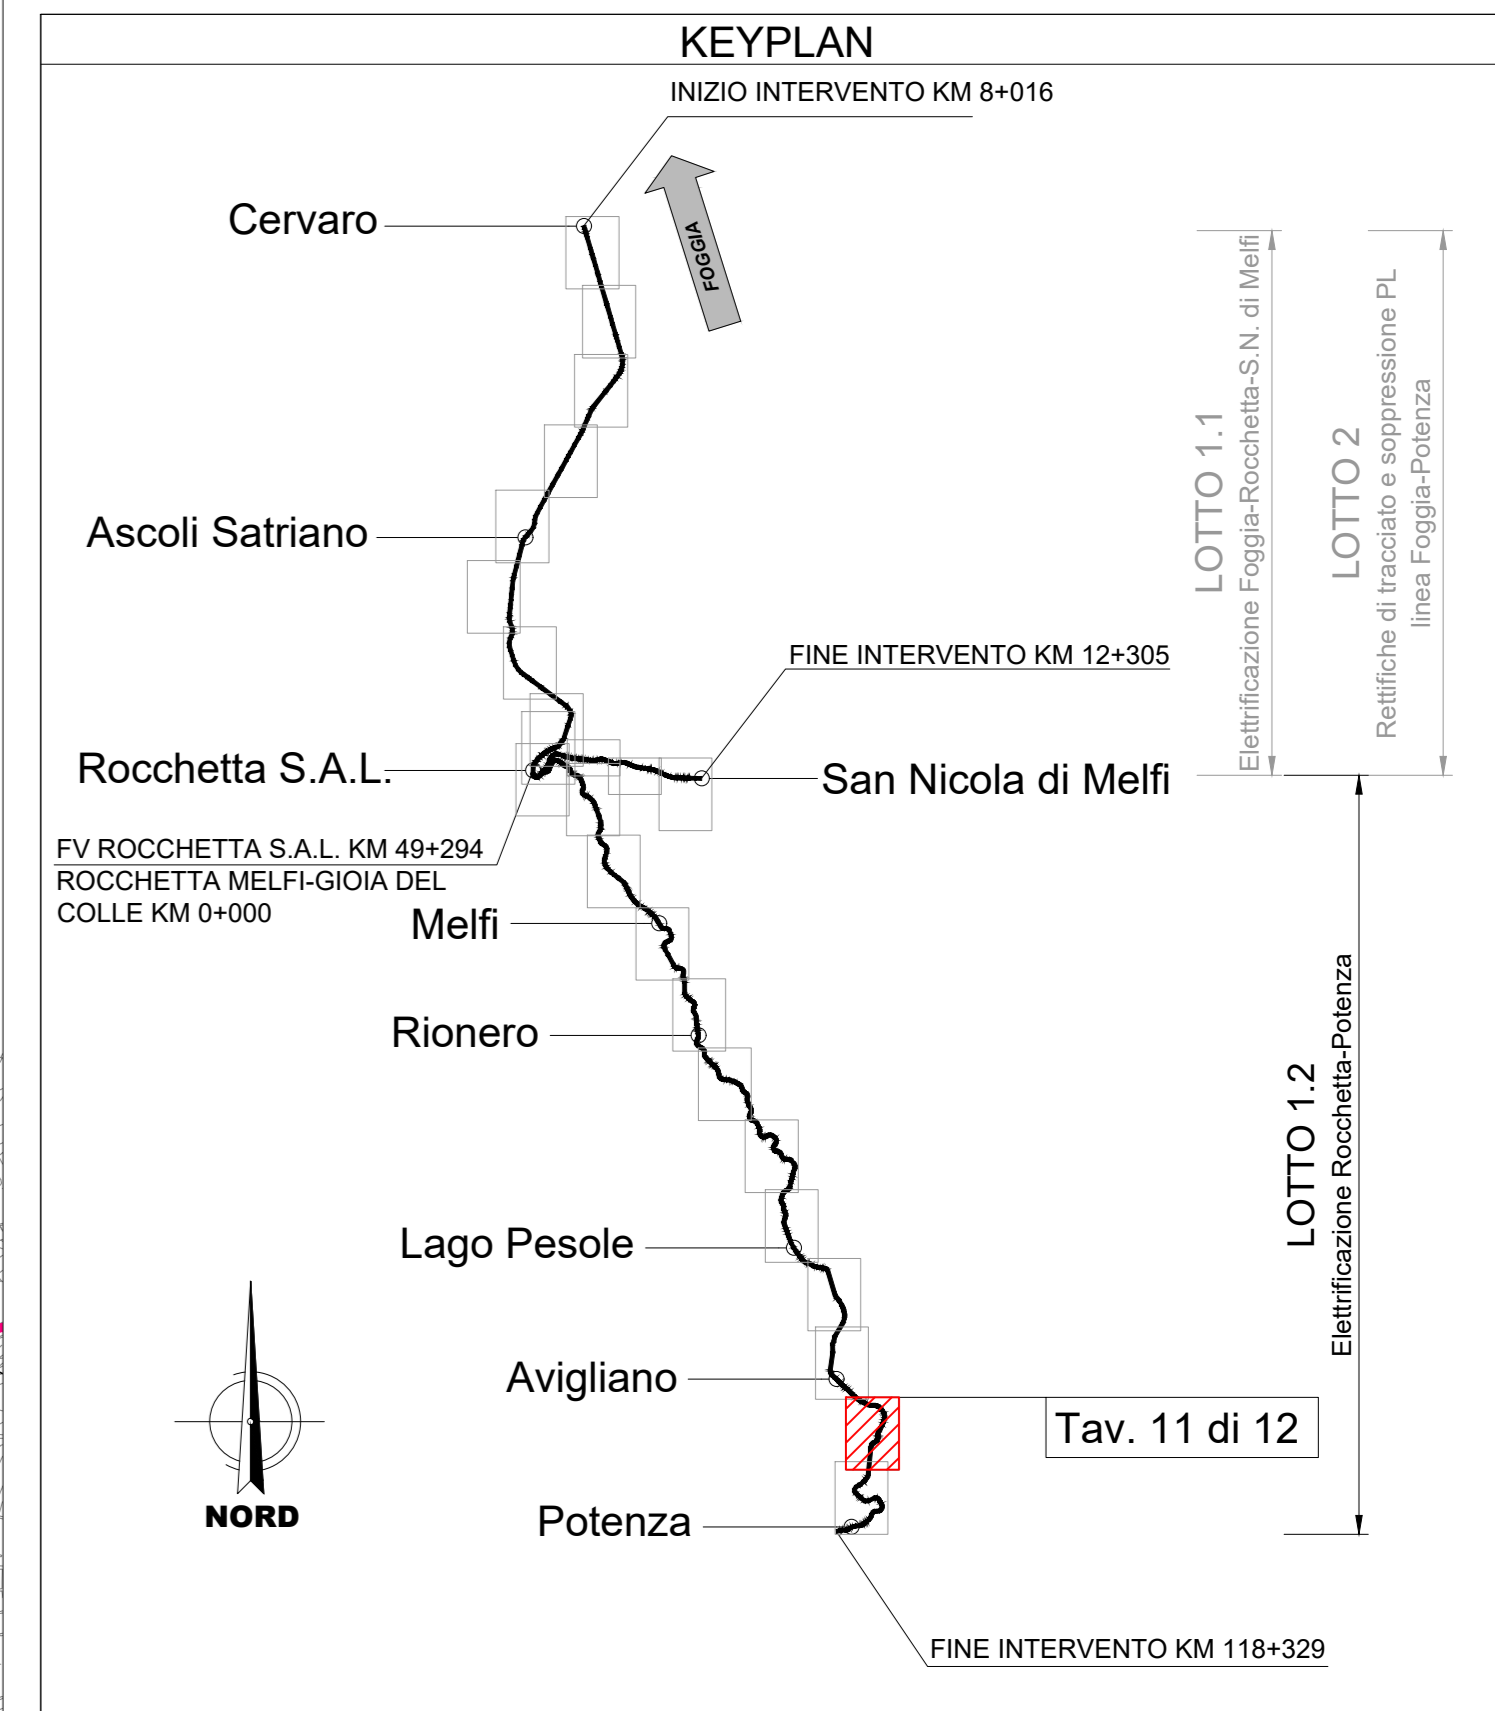 KEYPLAN
INIZIO INTERVENTO KM 8+016
FOGGIA
Cervaro
Ascoli Satriano
LOTTO 1.1
Elettrificazione Foggia-Rocchetta-S.N. di Melfi
LOTTO 2
Rettifiche di tracciato e soppressione PL
linea Foggia-Potenza
FINE INTERVENTO KM 12+305
Rocchetta S.A.L.
San Nicola di Melfi
FV ROCCHETTA S.A.L. KM 49+294
ROCCHETTA MELFI-GIOIA DEL
COLLE KM 0+000
Melfi
Rionero
Lago Pesole
LOTTO 1.2
Elettrificazione Rocchetta-Potenza
Avigliano
Tav. 11 di 12
NORD
Potenza
FINE INTERVENTO KM 118+329